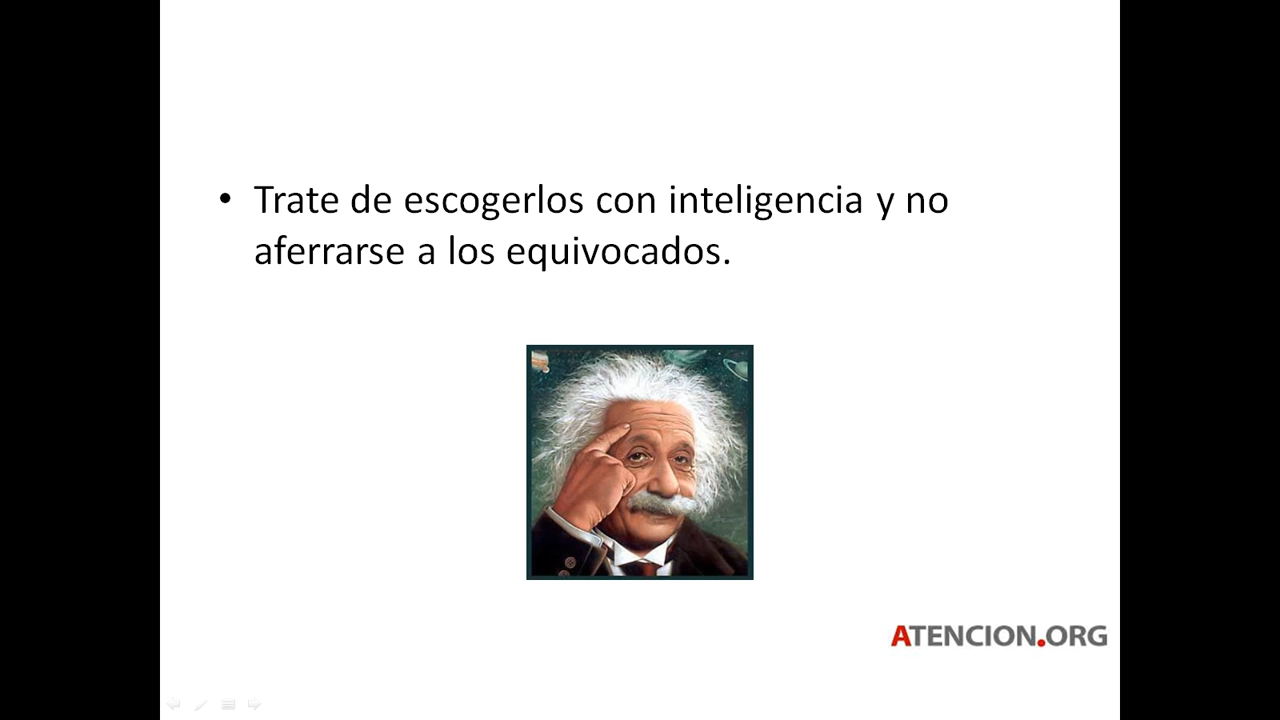 • Trate de escogerlos con inteligencia y no
aferrarse a los equivocados.
ATENCION.ORG